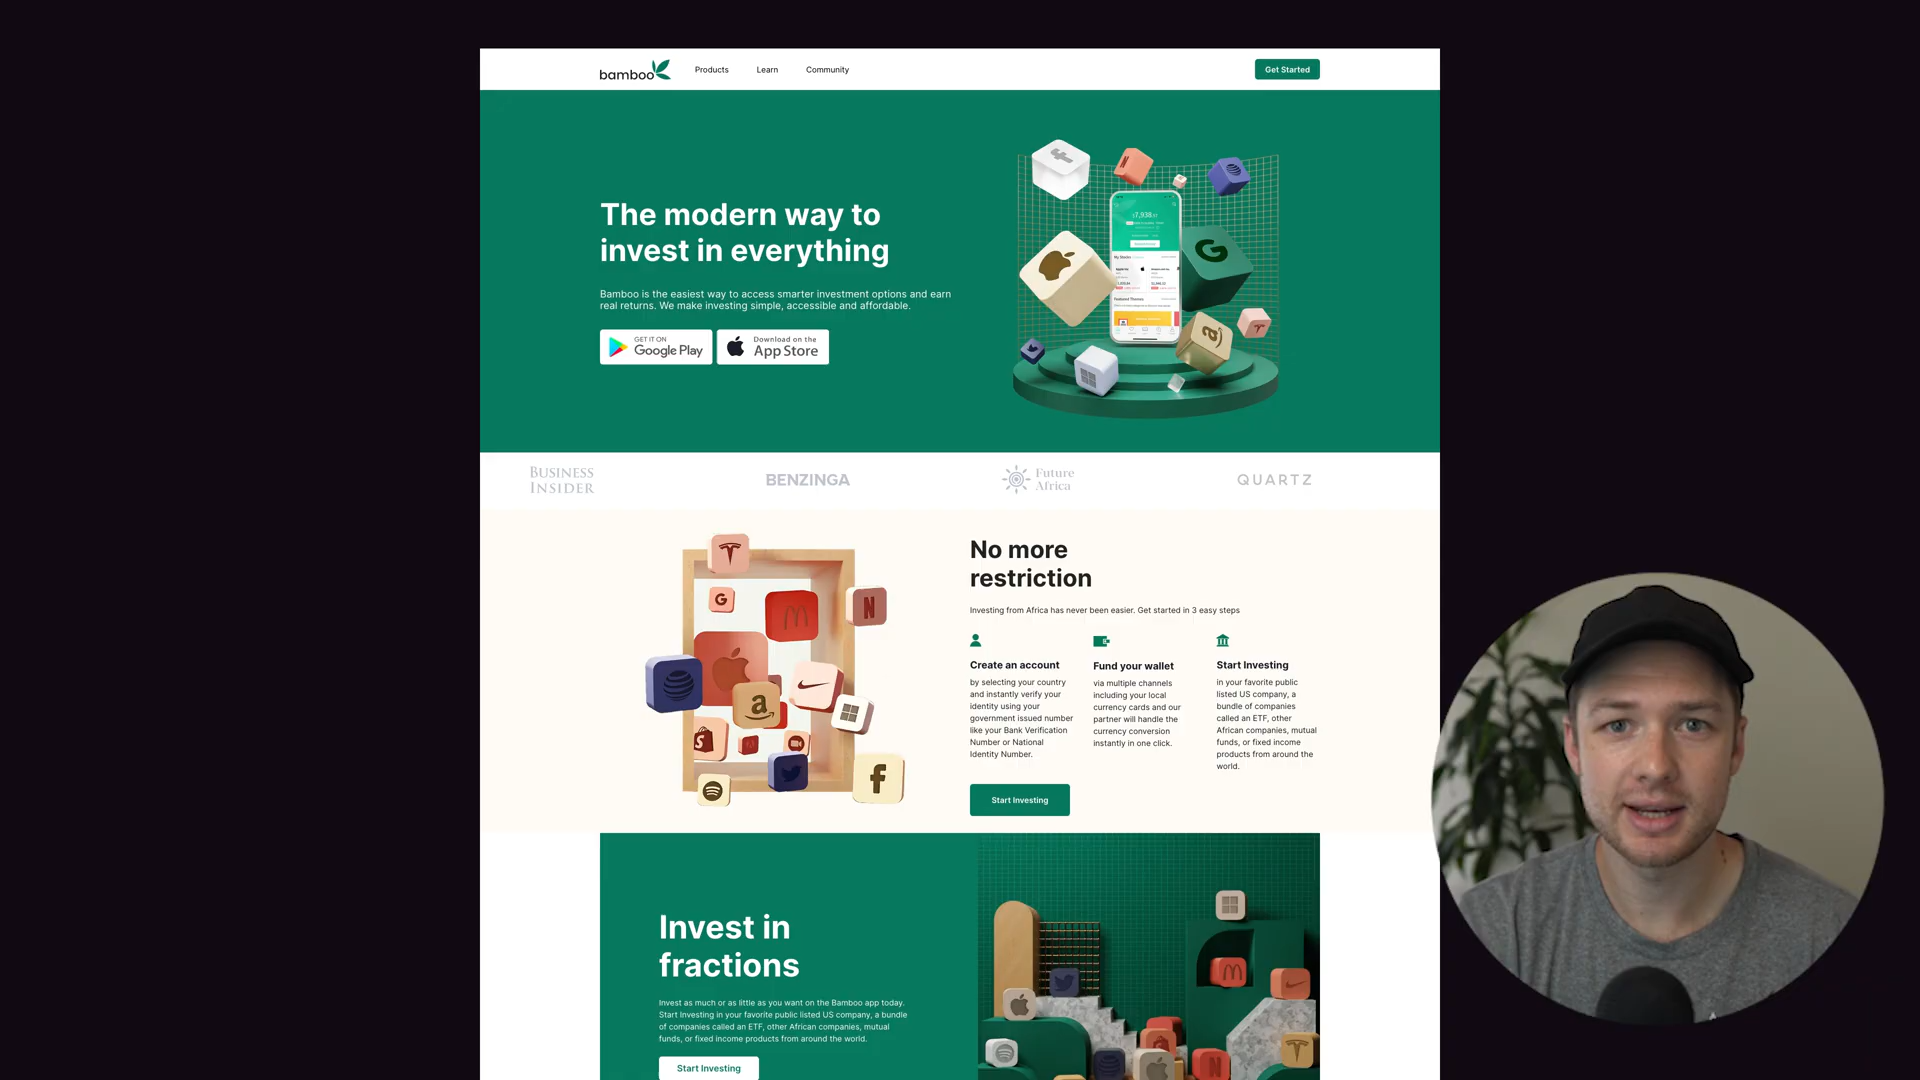 bamboo
Products
Learn
Community
Get Started
The modern way to
invest in everything
Bamboo is the easiest way to access smarter investment options and earn
real returns. We make investing simple, accessible and affordable.
GET IT ON
Google Play
Download on the
App Store
7,938
My Stocks
Featured Themes
BUSINESS
INSIDER
BENZINGA
Future
Africa
QUARTZ
No more
restriction
Investing from Africa has never been easier. Get started in 3 easy steps
Create an account
by selecting your country
and instantly verify your
identity using your
government issued number
like your Bank Verification
Number or National
Identity Number.
Fund your wallet
via multiple channels
including your local
currency cards and our
partner will handle the
currency conversion
instantly in one click.
Start Investing
in your favorite public
listed US company, a
bundle of companies
called an ETF, other
African companies, mutual
funds, or fixed income
products from around the
world.
Start Investing
Invest in
fractions
Invest as much or as little as you want on the Bamboo app today.
Start Investing in your favorite public listed US company, a bundle
of companies called an ETF, other African companies, mutual
funds, or fixed income products from around the world.
Start Investing